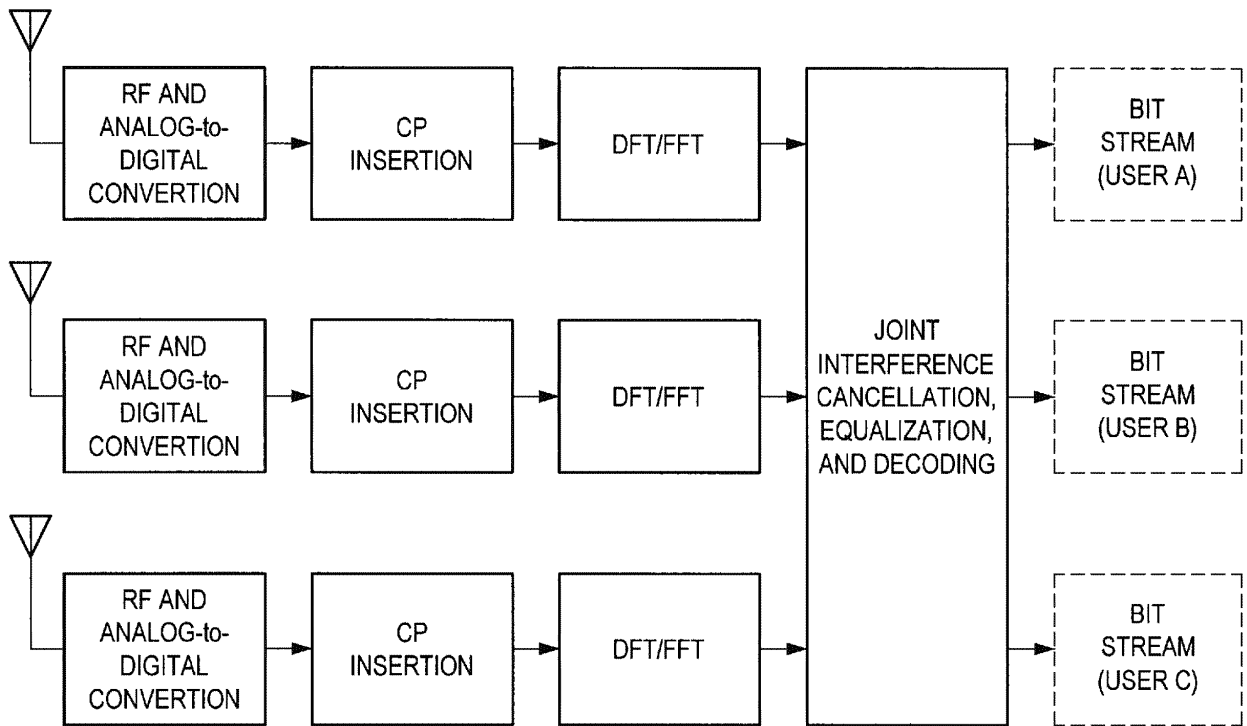 RF AND
ANALOG-to-
DIGITAL
CONVERTION
CP
INSERTION
DFT/FFT
BIT
STREAM
(USER A)
RF AND
ANALOG-to-
DIGITAL
CONVERTION
CP
INSERTION
DFT/FFT
JOINT
INTERFERENCE
CANCELLATION,
EQUALIZATION,
AND DECODING
BIT
STREAM
(USER B)
RF AND
ANALOG-to-
DIGITAL
CONVERTION
CP
INSERTION
DFT/FFT
BIT
STREAM
(USER C)